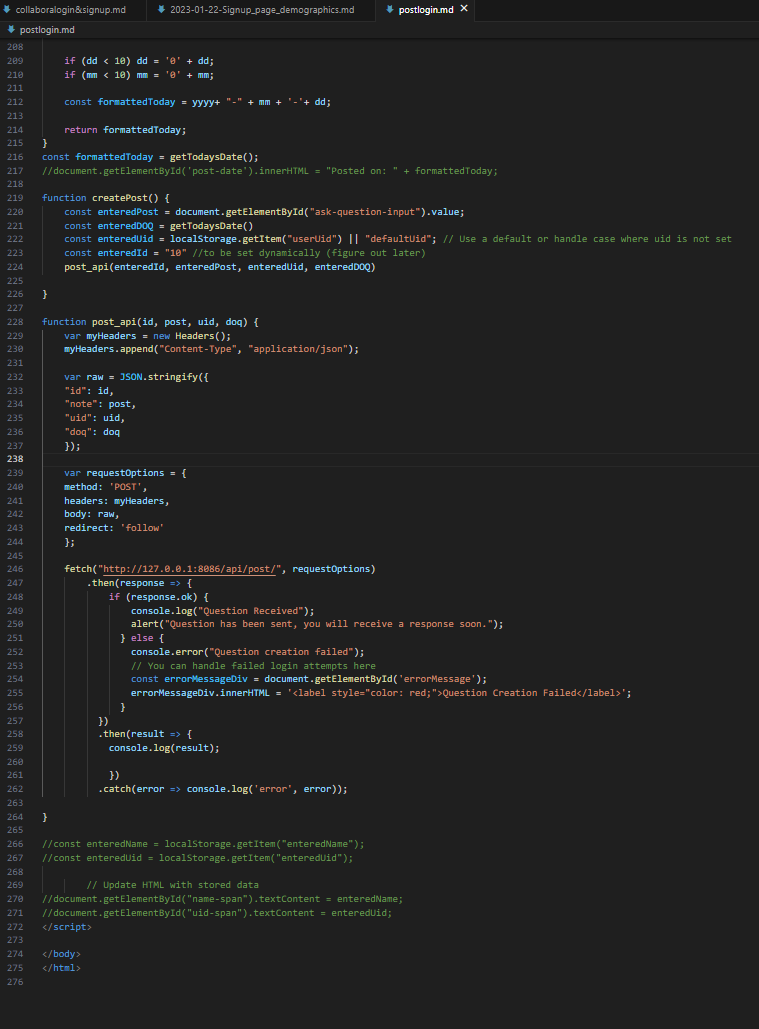 collaboralogin&signup.md
2023-01-22-Signup_page_demographics.md
postlogin.md ×
postlogin.md
208
209 if (dd < 10) dd = '0' + dd;
210 if (mm < 10) mm = '0' + mm;
211
212 const formattedToday = yyyy+ "-" + mm + '-'+ dd;
213
214 return formattedToday;
215 }
216 const formattedToday = getTodaysDate();
217 //document.getElementById('post-date').innerHTML = "Posted on: " + formattedToday;
218
219 function createPost() {
220 const enteredPost = document.getElementById("ask-question-input").value;
221 const enteredDOQ = getTodaysDate()
222 const enteredUid = localStorage.getItem("userUid") || "defaultUid"; // Use a default or handle case where uid is not set
223 const enteredId = "10" //to be set dynamically (figure out later)
224 post_api(enteredId, enteredPost, enteredUid, enteredDOQ)
225
226 }
227
228 function post_api(id, post, uid, doq) {
229 var myHeaders = new Headers();
230 myHeaders.append("Content-Type", "application/json");
231
232 var raw = JSON.stringify({
233 "id": id,
234 "note": post,
235 "uid": uid,
236 "doq": doq
237 });
238
239 var requestOptions = {
240 method: 'POST',
241 headers: myHeaders,
242 body: raw,
243 redirect: 'follow'
244 };
245
246 fetch("http://127.0.0.1:8086/api/post/", requestOptions)
247 .then(response => {
248 if (response.ok) {
249 console.log("Question Received");
250 alert("Question has been sent, you will receive a response soon.");
251 } else {
252 console.error("Question creation failed");
253 // You can handle failed login attempts here
254 const errorMessageDiv = document.getElementById('errorMessage');
255 errorMessageDiv.innerHTML = '<label style="color: red;">Question Creation Failed</label>';
256 }
257 })
258 .then(result => {
259 console.log(result);
260
261 })
262 .catch(error => console.log('error', error));
263
264 }
265
266 //const enteredName = localStorage.getItem("enteredName");
267 //const enteredUid = localStorage.getItem("enteredUid");
268
269 // Update HTML with stored data
270 //document.getElementById("name-span").textContent = enteredName;
271 //document.getElementById("uid-span").textContent = enteredUid;
272 </script>
273
274 </body>
275 </html>
276